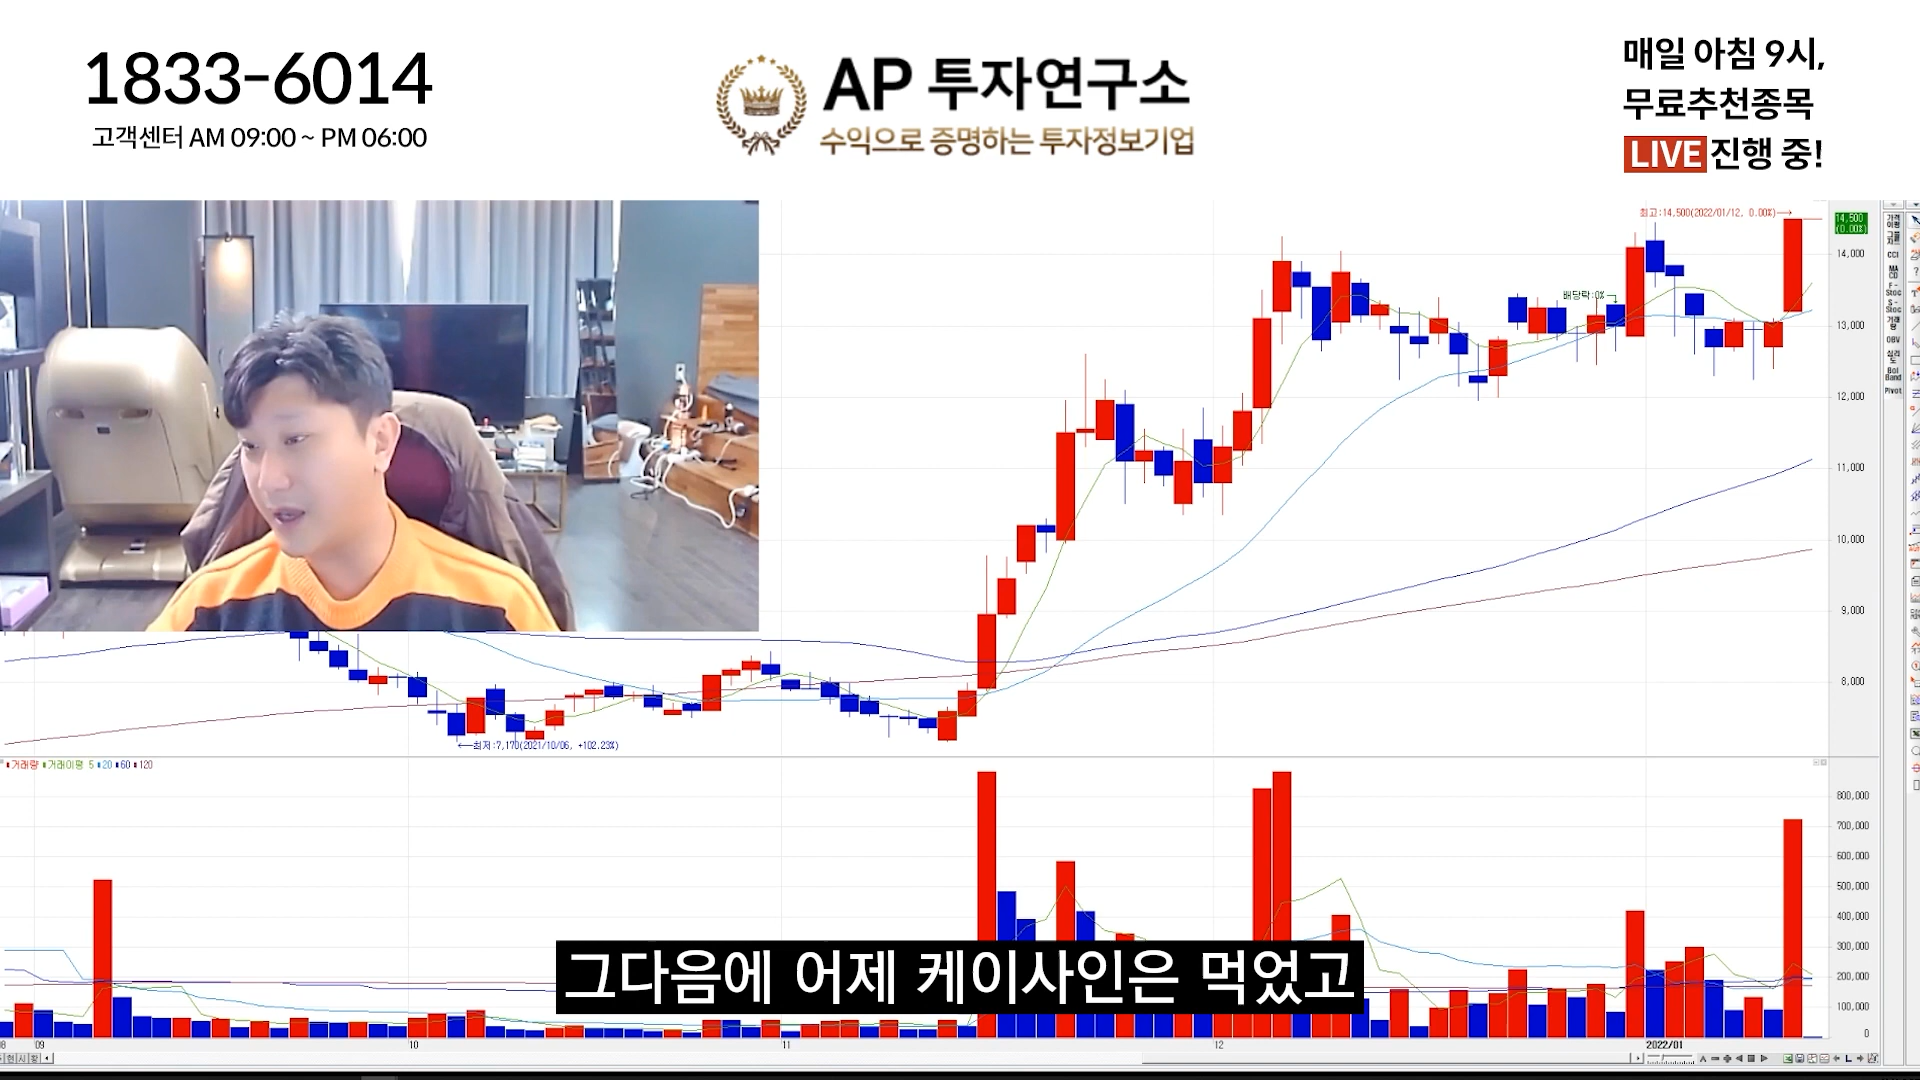 1833-6014
고객센터 AM 09:00 ~ PM 06:00
AP 투자연구소
수익으로 증명하는 투자정보기업
매일 아침 9시,
무료추천종목
LIVE 진행 중!
최고:14,500(2022/01/12, 0.00%)→
14,500
(0.00%)
14,000
배당락:0%
13,000
12,000
11,000
10,000
9,000
8,000
←최저:7,170(2021/10/06, +102.23%)
거래량 거래이평 5 20 60 120
800,000
700,000
600,000
500,000
400,000
300,000
200,000
100,000
0
그다음에 어제 케이사인은 먹었고
09
10
11
12
2022/01
CCI
MACD
OBV
Pivot